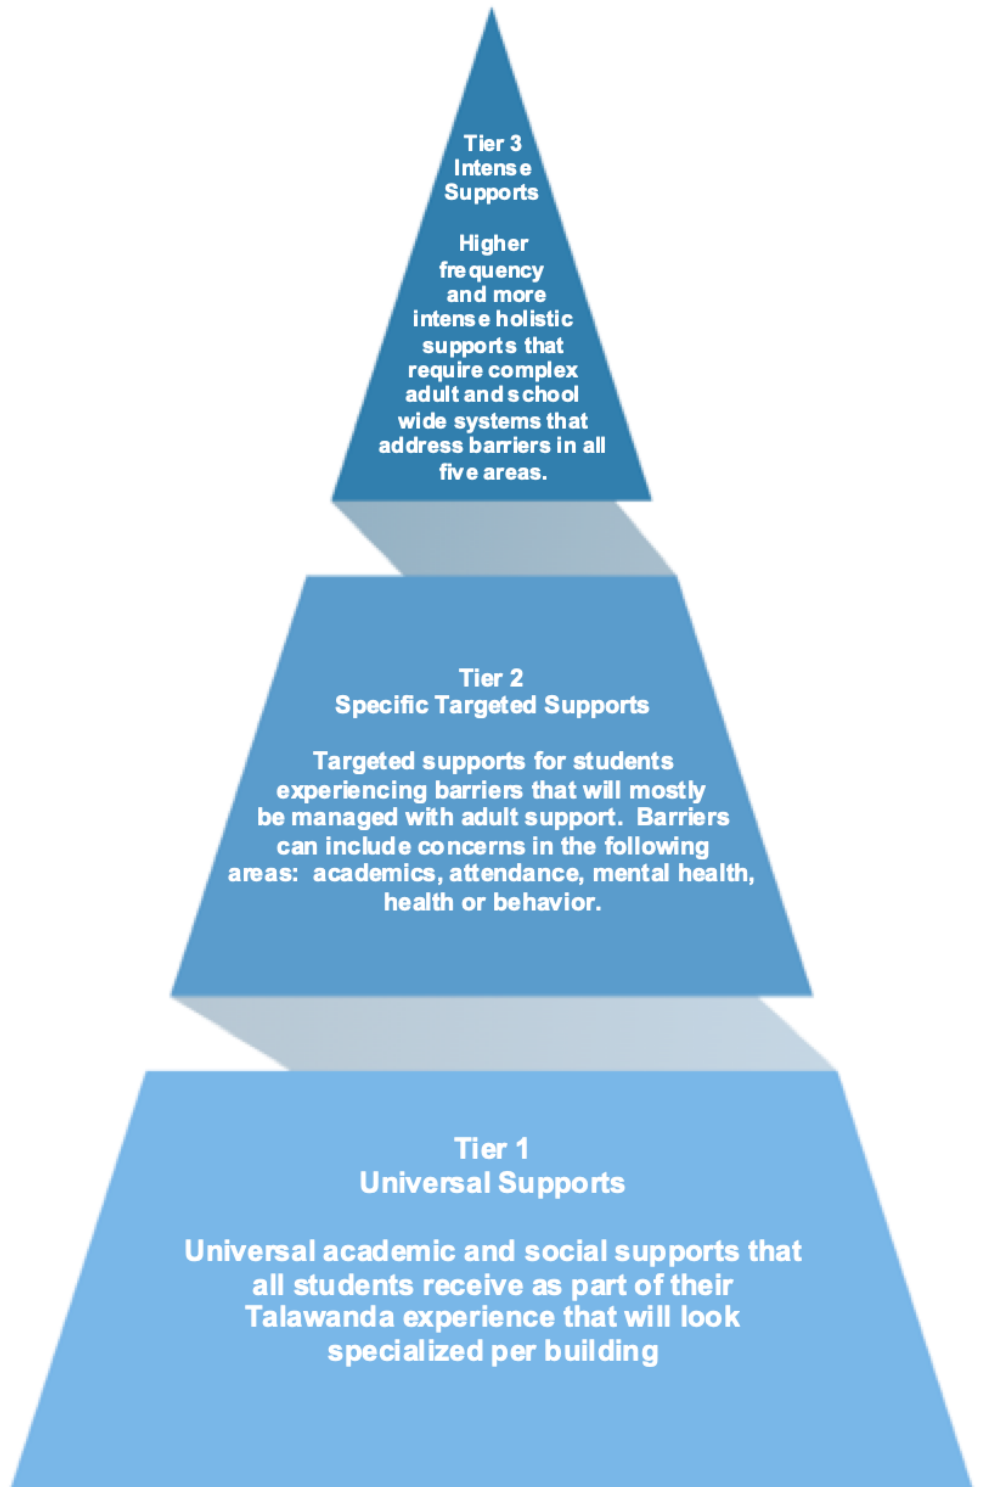 Tier 3
Intense
Supports
Higher
frequency
and more
intense holistic
supports that
require complex
adult and school
wide systems that
address barriers in all
five areas.
Tier 2
Specific Targeted Supports
Targeted supports for students
experiencing barriers that will mostly
be managed with adult support.  Barriers
can include concerns in the following
areas:  academics, attendance, mental health,
health or behavior.
Tier 1
Universal Supports
Universal academic and social supports that
all students receive as part of their
Talawanda experience that will look
specialized per building